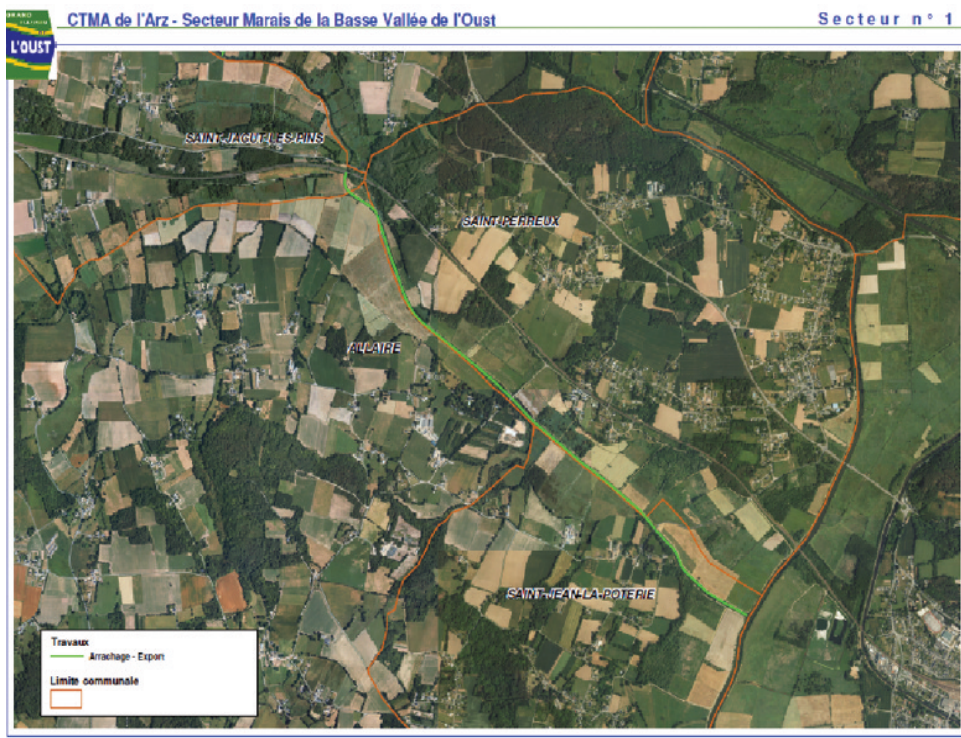 GRAND
L'OUST
CTMA de l'Arz - Secteur Marais de la Basse Vallée de l'Oust
Secteur n° 1
SAINT-JACUT-LES-PINS
SAINT-PERREUX
ALLAIRE
SAINT-JEAN-LA-POTERIE
Travaux
Arrachage - Export
Limite communale